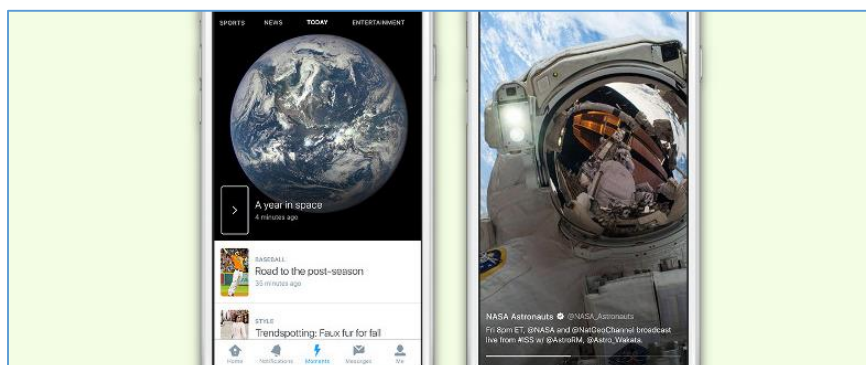 SPORTS NEWS TODAY ENTERTAINMENT
A year in space
4 minutes ago
BASEBALL
Road to the post-season
35 minutes ago
STYLE
Trendspotting: Faux fur for fall
Home Notifications Moments Messages Me
NASA Astronauts @NASA_Astronauts
Fri 8pm ET, @NASA and @NatGeoChannel broadcast
live from #ISS w/ @AstroRM, @Astro_Wakata.